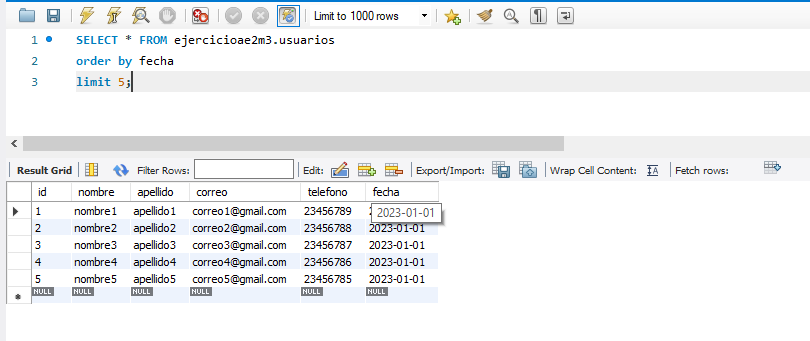 Limit to 1000 rows
1 SELECT * FROM ejercicioae2m3.usuarios
2 order by fecha
3 limit 5;
Result Grid Filter Rows: Edit: Export/Import: Wrap Cell Content: Fetch rows:
id nombre apellido correo telefono fecha
1 nombre1 apellido1 correo1@gmail.com 23456789
2023-01-01
2 nombre2 apellido2 correo2@gmail.com 23456788 2023-01-01
3 nombre3 apellido3 correo3@gmail.com 23456787 2023-01-01
4 nombre4 apellido4 correo4@gmail.com 23456786 2023-01-01
5 nombre5 apellido5 correo5@gmail.com 23456785 2023-01-01
NULL NULL NULL NULL NULL NULL